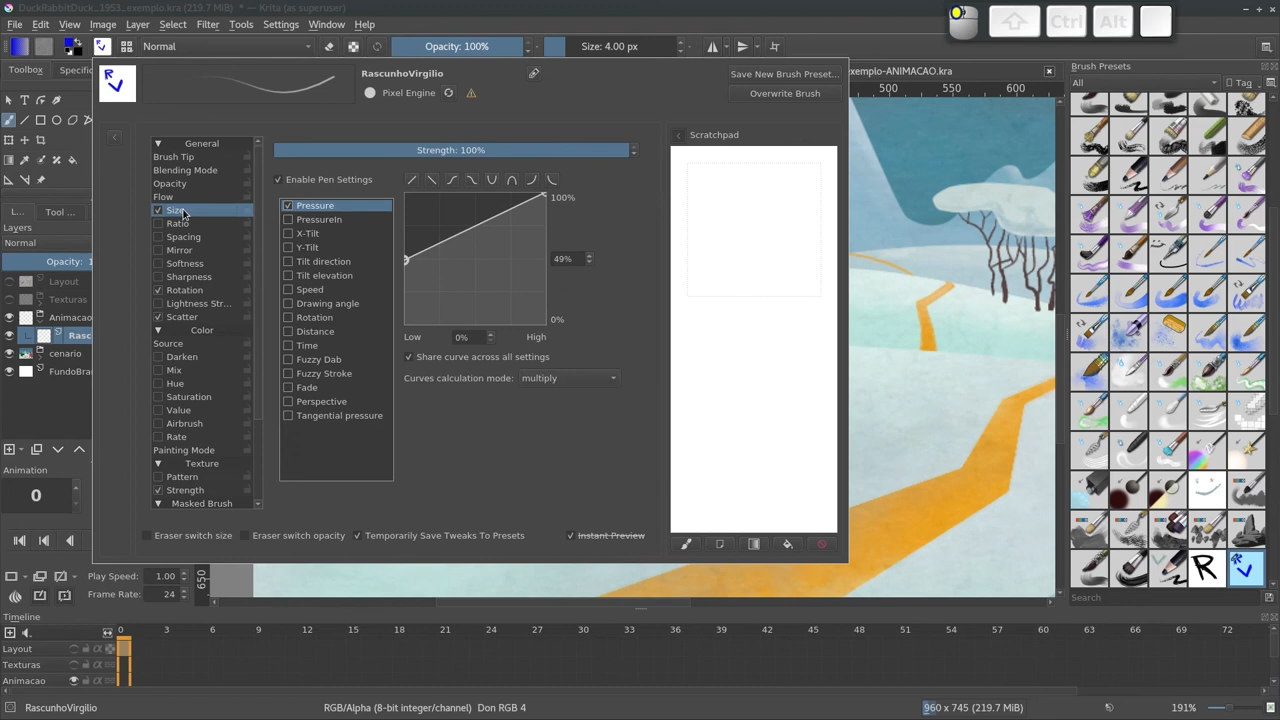 DuckRabbitDuck_1953_exemplo.kra (219.7 MiB) * — Krita (as superuser)
File Edit View Image Layer Select Filter Tools Settings Window Help
Shift Ctrl Alt
Normal Opacity: 100% Size: 4.00 px
Toolbox Specific
RascunhoVirgilio
Pixel Engine
Save New Brush Preset...
Overwrite Brush
exemplo-ANIMACAO.kra
500 550 600
650
Brush Presets
All Tag
General
Brush Tip
Blending Mode
Opacity
Flow
Size
Ratio
Spacing
Mirror
Softness
Sharpness
Rotation
Lightness Str...
Scatter
Color
Source
Darken
Mix
Hue
Saturation
Value
Airbrush
Rate
Painting Mode
Texture
Pattern
Strength
Masked Brush
Strength: 100%
Enable Pen Settings
Pressure
PressureIn
X-Tilt
Y-Tilt
Tilt direction
Tilt elevation
Speed
Drawing angle
Rotation
Distance
Time
Fuzzy Dab
Fuzzy Stroke
Fade
Perspective
Tangential pressure
100%
49%
0%
Low 0% High
Share curve across all settings
Curves calculation mode: multiply
Scratchpad
Eraser switch size Eraser switch opacity Temporarily Save Tweaks To Presets Instant Preview
L... Tool ...
Layers
Normal
Opacity: 1
Layout
Texturas
Animacao
Rasc
cenario
FundoBran
Animation
0
Play Speed: 1.00
Frame Rate: 24
R
Search
Timeline
0 3 6 9 12 15 18 21 24 27 30 33 36 39 42 45 48 51 54 57 60 63 66 69 72
Layout
Texturas
Animacao
RascunhoVirgilio RGB/Alpha (8-bit integer/channel) Don RGB 4 960 x 745 (219.7 MiB) 191%